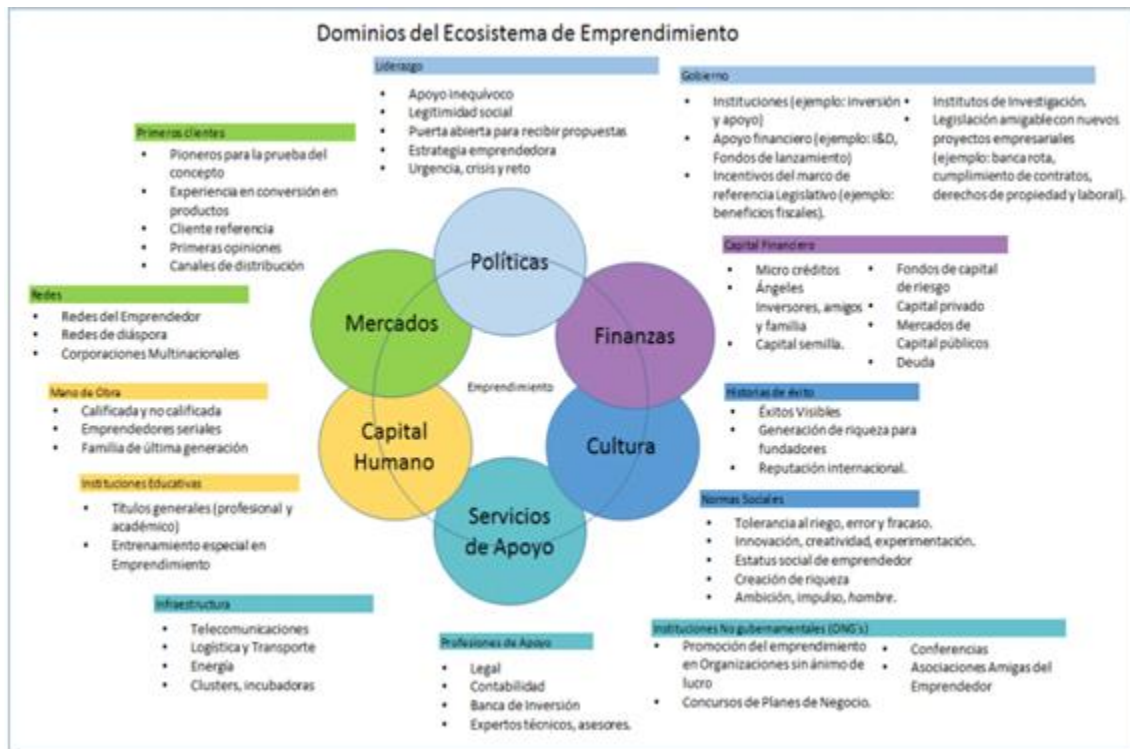 Dominios del Ecosistema de Emprendimiento
Liderazgo
• Apoyo Inequívoco
• Legitimidad social
• Puerta abierta para recibir propuestas
• Estrategia emprendedora
• Urgencia, crisis y reto
Gobierno
• Instituciones (ejemplo: inversión
y apoyo)
• Apoyo financiero (ejemplo: I&D,
Fondos de lanzamiento)
• Incentivos del marco de
referencia Legislativo (ejemplo:
beneficios fiscales).
• Institutos de Investigación.
• Legislación amigable con nuevos
proyectos empresariales
(ejemplo: banca rota,
cumplimiento de contratos,
derechos de propiedad y laboral).
Primeros clientes
• Pioneros para la prueba del
concepto
• Experiencia en conversión en
productos
• Cliente referencia
• Primeras opiniones
• Canales de distribución
Redes
• Redes del Emprendedor
• Redes de diáspora
• Corporaciones Multinacionales
Capital Financiero
• Micro créditos
• Ángeles
Inversores, amigos
y familia
• Capital semilla.
• Fondos de capital
de riesgo
• Capital privado
• Mercados de
Capital públicos
• Deuda
Políticas
Mercados
Finanzas
Emprendimiento
Capital
Humano
Cultura
Servicios
de Apoyo
Mano de Obra
• Calificada y no calificada
• Emprendedores seriales
• Familia de última generación
Instituciones Educativas
• Títulos generales (profesional y
académico)
• Entrenamiento especial en
Emprendimiento
Historias de éxito
• Éxitos Visibles
• Generación de riqueza para
fundadores
• Reputación internacional.
Normas Sociales
• Tolerancia al riego, error y fracaso.
• Innovación, creatividad, experimentación.
• Estatus social de emprendedor
• Creación de riqueza
• Ambición, impulso, hambre.
Infraestructura
• Telecomunicaciones
• Logística y Transporte
• Energía
• Clusters, incubadoras
Profesiones de Apoyo
• Legal
• Contabilidad
• Banca de Inversión
• Expertos técnicos, asesores.
Instituciones No gubernamentales (ONG's)
• Promoción del emprendimiento
en Organizaciones sin ánimo de
lucro
• Concursos de Planes de Negocio.
• Conferencias
• Asociaciones Amigas del
Emprendedor